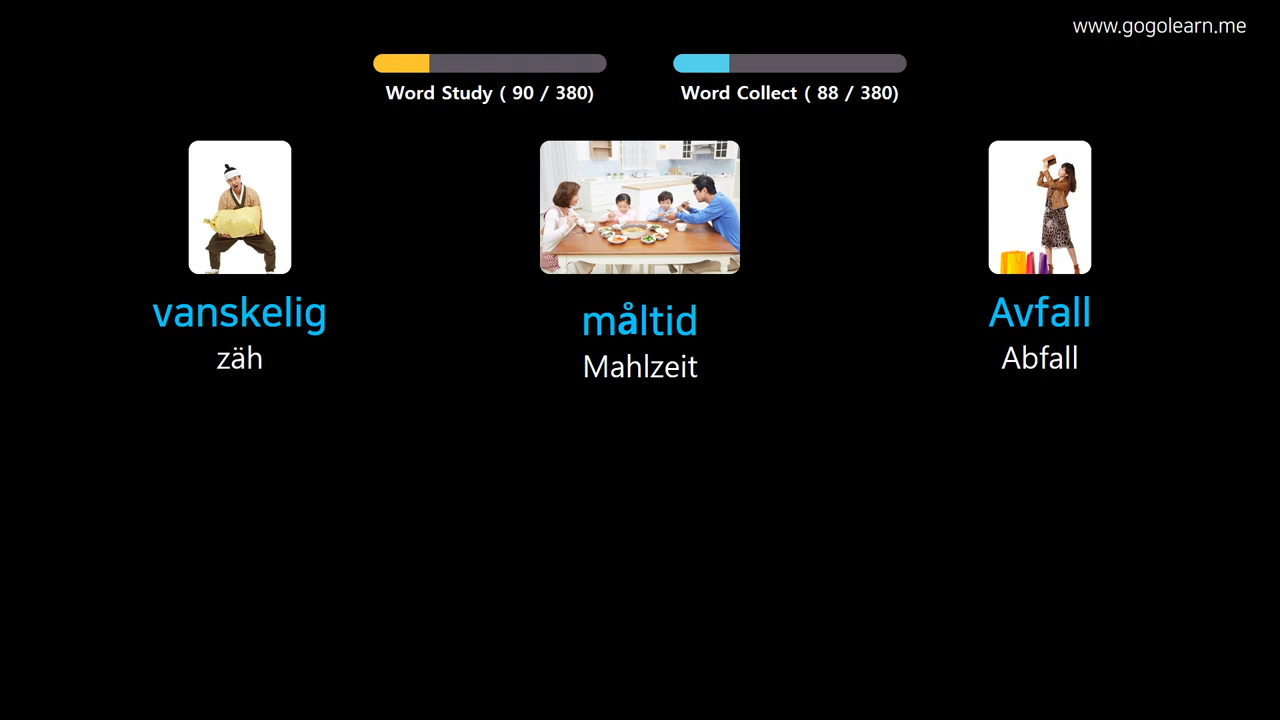 www.gogolearn.me
Word Study ( 90 / 380)
Word Collect ( 88 / 380)
vanskelig
zäh
måltid
Mahlzeit
Avfall
Abfall